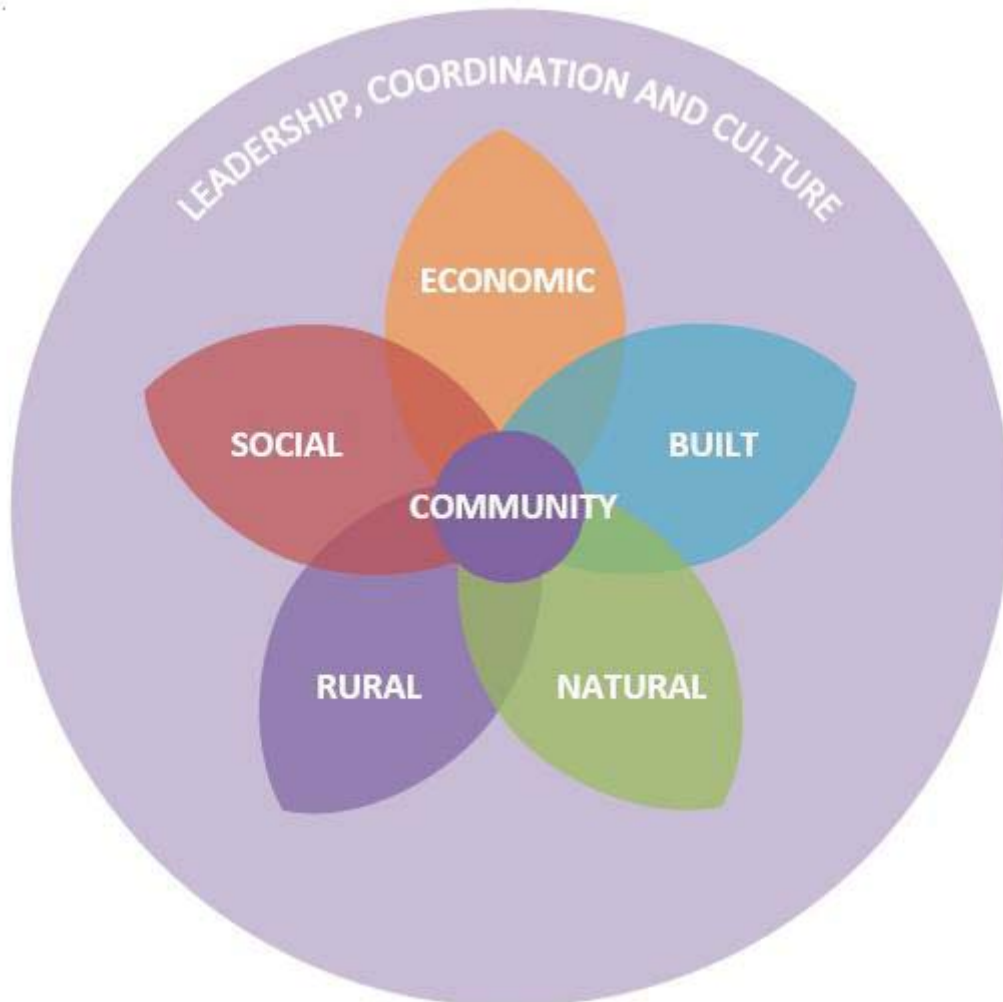 LEADERSHIP, COORDINATION AND CULTURE
ECONOMIC
SOCIAL
BUILT
COMMUNITY
RURAL
NATURAL